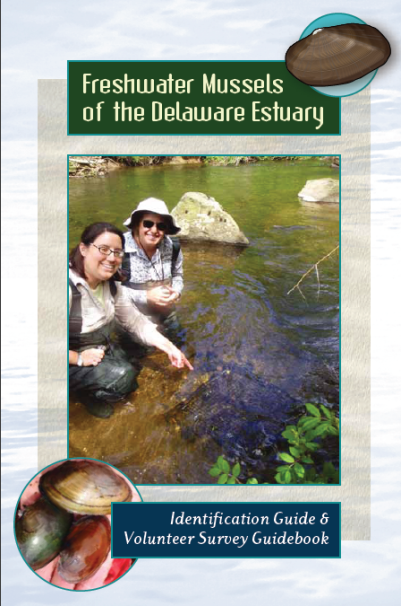 Freshwater Mussels
of the Delaware Estuary
Identification Guide &
Volunteer Survey Guidebook